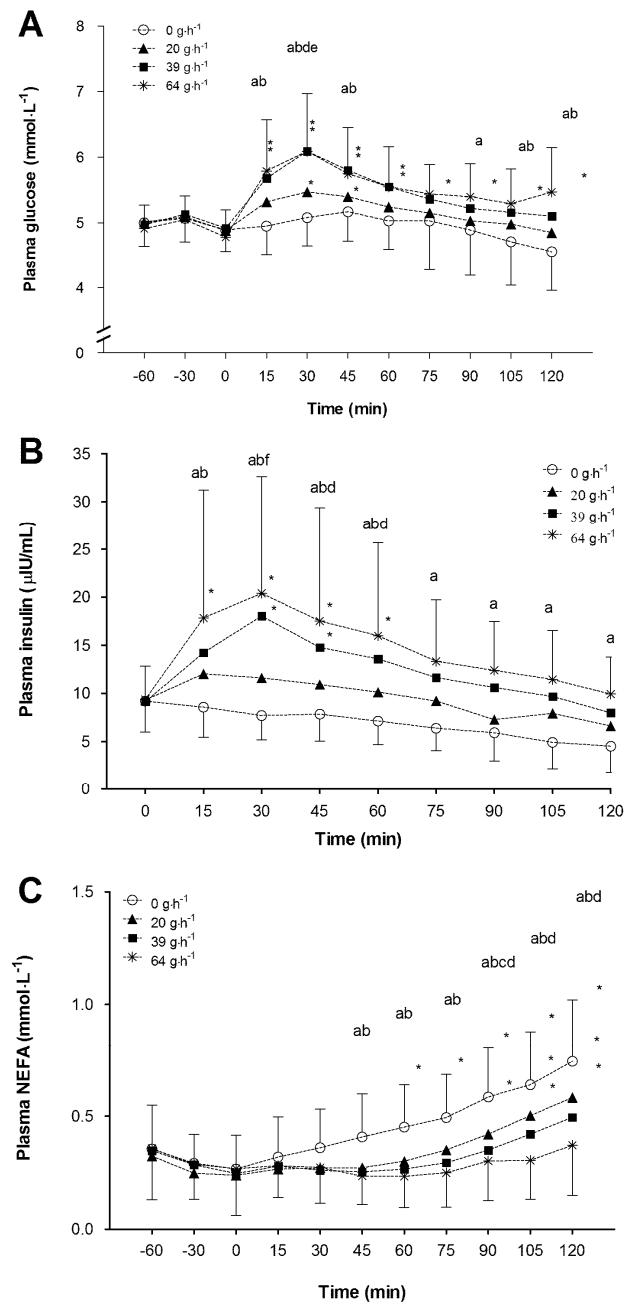 A
0 g·h-1
20 g·h-1
39 g·h-1
64 g·h-1
Plasma glucose (mmol·L-1)
8
7
6
5
4
0
ab
abde
ab
a
ab
ab
* * * * * * * * * * * * * *
-60 -30 0 15 30 45 60 75 90 105 120
Time (min)
B
0 g·h-1
20 g·h-1
39 g·h-1
64 g·h-1
Plasma insulin (µIU/mL)
35
30
25
20
15
10
5
0
ab
abf
abd
abd
a
a
a
a
* * * * * *
0 15 30 45 60 75 90 105 120
Time (min)
C
0 g·h-1
20 g·h-1
39 g·h-1
64 g·h-1
Plasma NEFA (mmol·L-1)
1.5
1.0
0.5
0.0
ab
ab
ab
abcd
abd
abd
* * * * * * * * * *
-60 -30 0 15 30 45 60 75 90 105 120
Time (min)